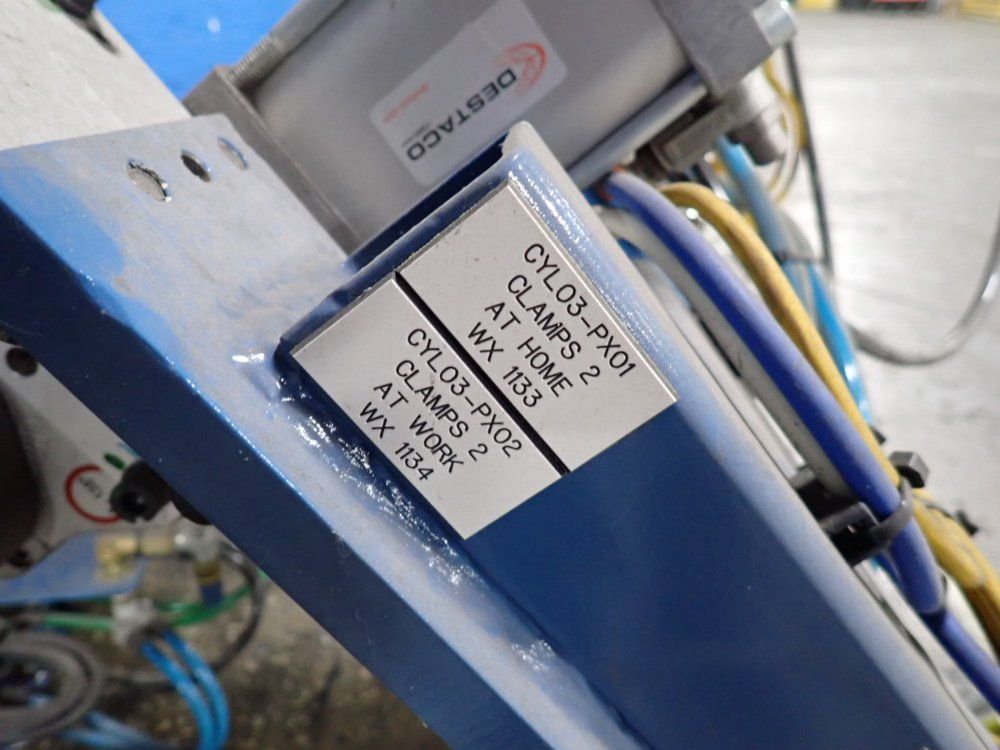 DESTACO
CYL03-PX01
CLAMPS 2
AT HOME
WX 1133
CYL03-PX02
CLAMPS 2
AT WORK
WX 1134